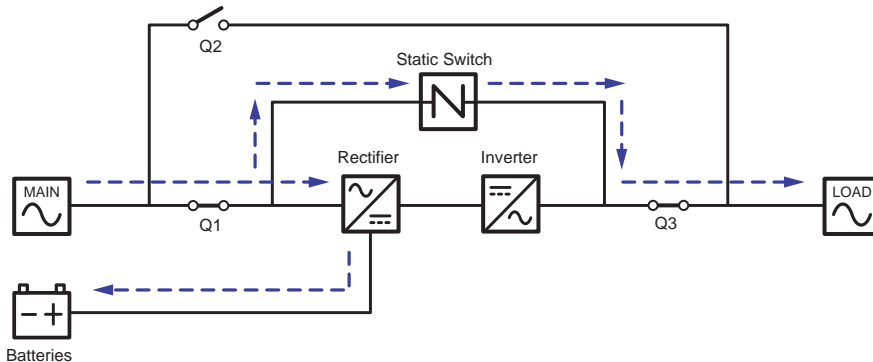 Q2
Static Switch
Rectifier
Inverter
MAIN
LOAD
Q1
Q3
Batteries